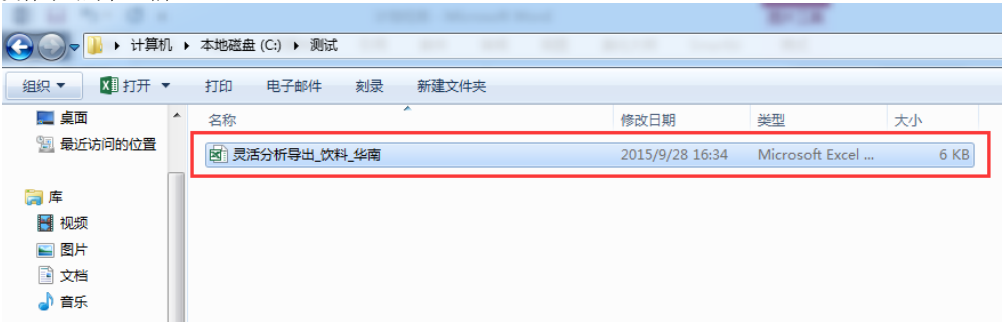 计算机 ▸ 本地磁盘 (C:) ▸ 测试
组织 打开 打印 电子邮件 刻录 新建文件夹
桌面
最近访问的位置
库
视频
图片
文档
音乐
名称 修改日期 类型 大小
灵活分析导出_饮料_华南 2015/9/28 16:34 Microsoft Excel ... 6 KB